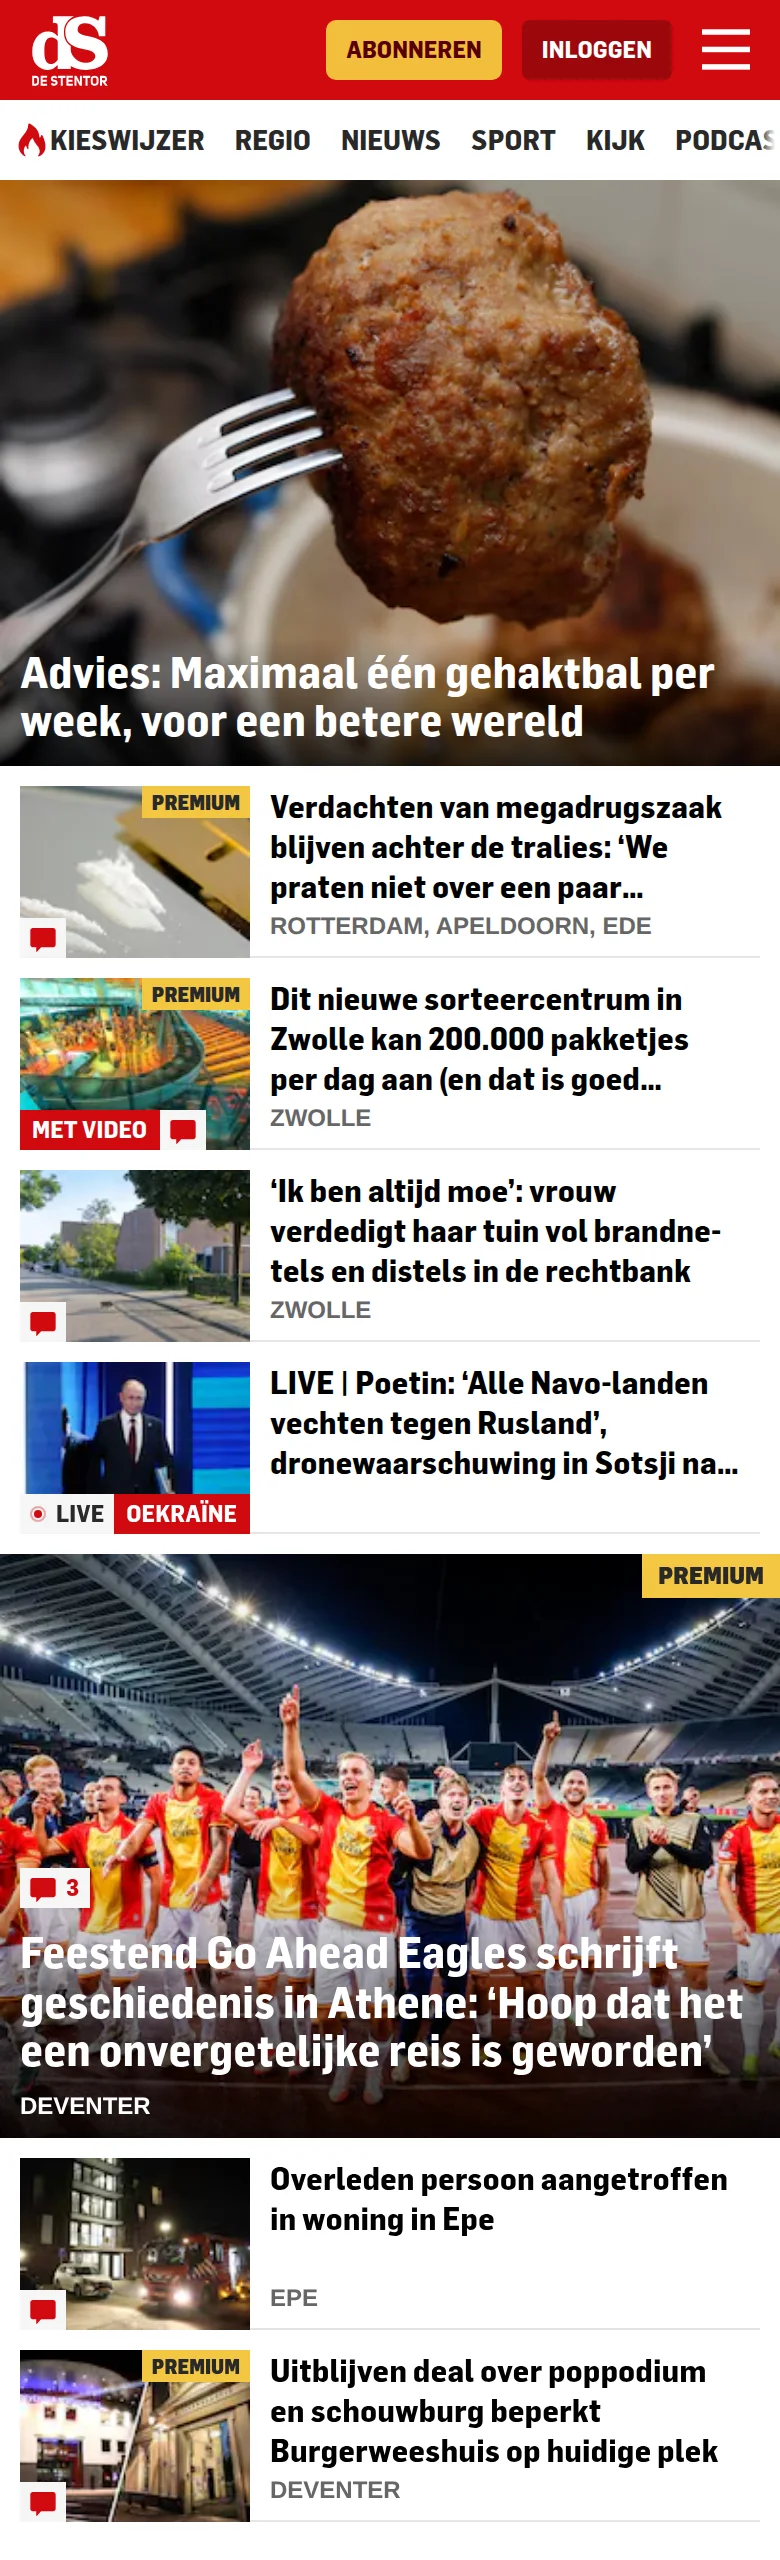 dS
DE STENTOR
ABONNEREN
INLOGGEN
KIESWIJZER REGIO NIEUWS SPORT KIJK PODCAS
Advies: Maximaal één gehaktbal per
week, voor een betere wereld
PREMIUM
Verdachten van megadrugszaak
blijven achter de tralies: ‘We
praten niet over een paar...
ROTTERDAM, APELDOORN, EDE
PREMIUM
MET VIDEO
Dit nieuwe sorteercentrum in
Zwolle kan 200.000 pakketjes
per dag aan (en dat is goed...
ZWOLLE
‘Ik ben altijd moe’: vrouw
verdedigt haar tuin vol brandne-
tels en distels in de rechtbank
ZWOLLE
LIVE OEKRAÏNE
LIVE | Poetin: ‘Alle Navo-landen
vechten tegen Rusland’,
dronewaarschuwing in Sotsji na...
PREMIUM
3
Feestend Go Ahead Eagles schrijft
geschiedenis in Athene: ‘Hoop dat het
een onvergetelijke reis is geworden’
DEVENTER
Overleden persoon aangetroffen
in woning in Epe
EPE
PREMIUM
Uitblijven deal over poppodium
en schouwburg beperkt
Burgerweeshuis op huidige plek
DEVENTER